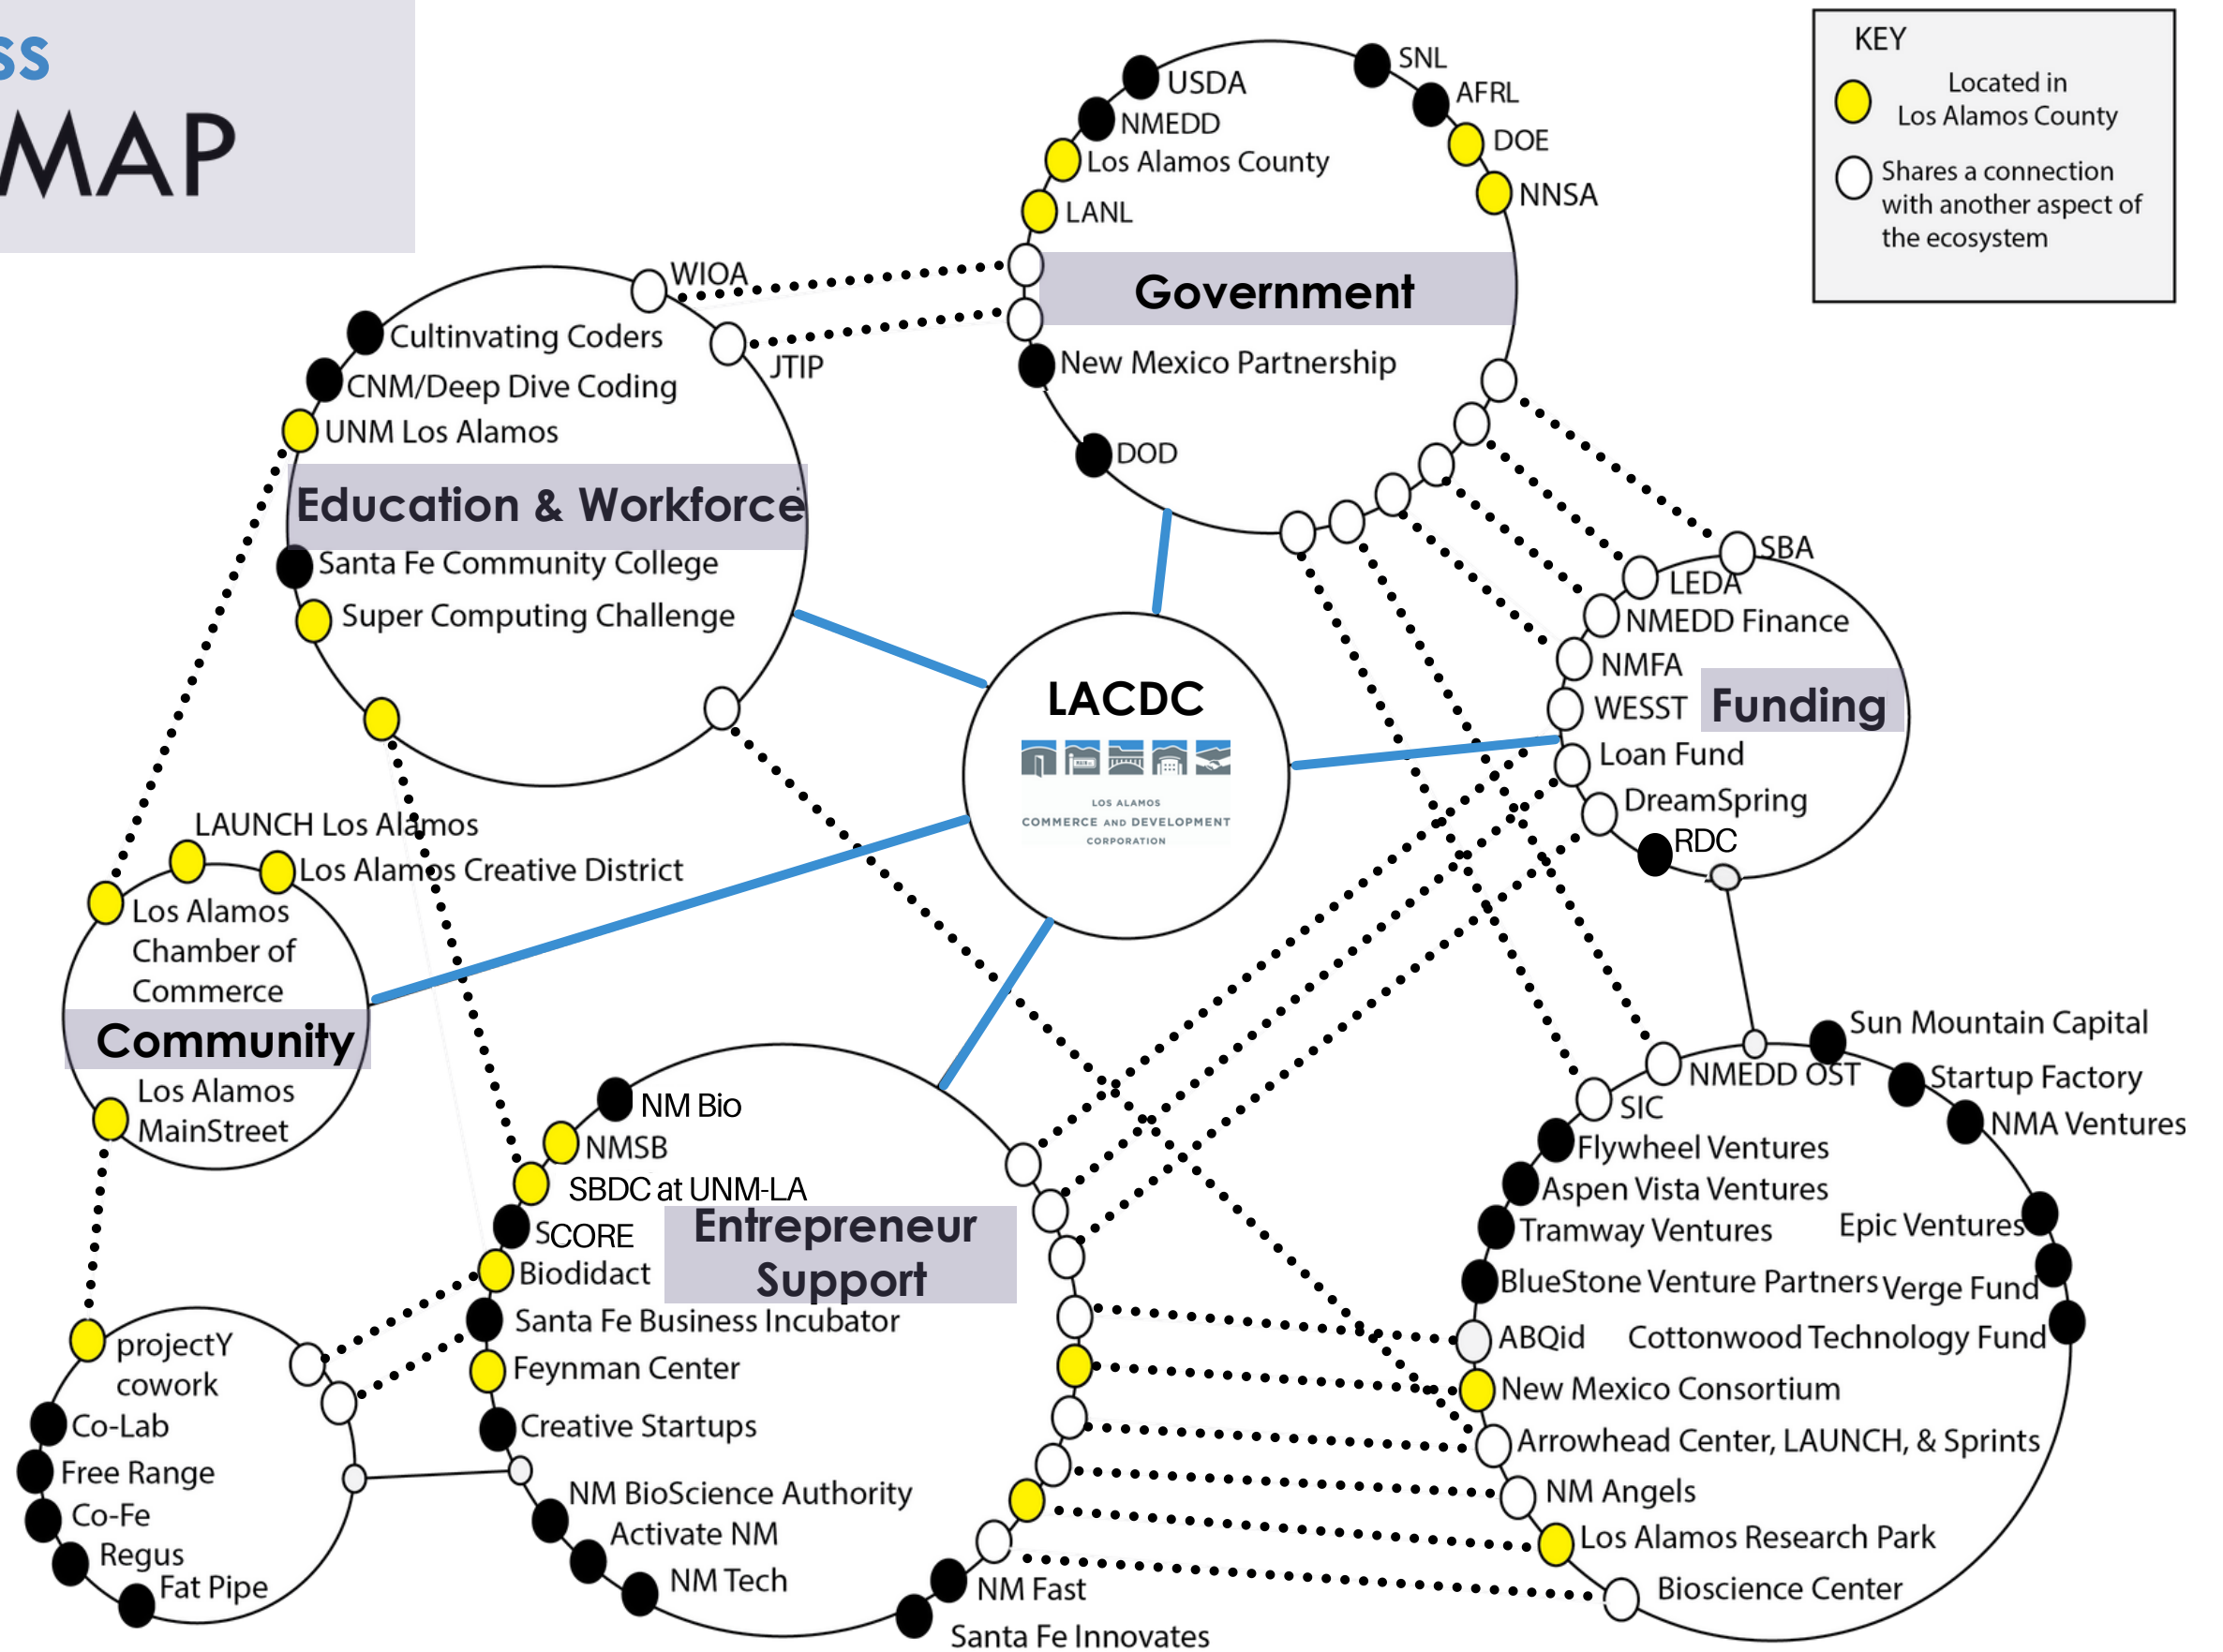 ss
MAP
KEY
Located in
Los Alamos County
Shares a connection
with another aspect of
the ecosystem
SNL
USDA
AFRL
NMEDD
DOE
Los Alamos County
NNSA
LANL
Government
New Mexico Partnership
DOD
WIOA
Cultinvating Coders
JTIP
CNM/Deep Dive Coding
UNM Los Alamos
Education & Workforce
Santa Fe Community College
Super Computing Challenge
LACDC
LOS ALAMOS
COMMERCE AND DEVELOPMENT
CORPORATION
SBA
LEDA
NMEDD Finance
NMFA
WESST
Funding
Loan Fund
DreamSpring
RDC
LAUNCH Los Alamos
Los Alamos Creative District
Los Alamos
Chamber of
Commerce
Community
Los Alamos
MainStreet
projectY
cowork
Co-Lab
Free Range
Co-Fe
Regus
Fat Pipe
NM Bio
NMSB
SBDC at UNM-LA
SCORE
Entrepreneur
Support
Biodidact
Santa Fe Business Incubator
Feynman Center
Creative Startups
NM BioScience Authority
Activate NM
NM Tech
NM Fast
Santa Fe Innovates
Sun Mountain Capital
NMEDD OST
Startup Factory
SIC
NMA Ventures
Flywheel Ventures
Aspen Vista Ventures
Tramway Ventures
Epic Ventures
BlueStone Venture Partners
Verge Fund
ABQid
Cottonwood Technology Fund
New Mexico Consortium
Arrowhead Center, LAUNCH, & Sprints
NM Angels
Los Alamos Research Park
Bioscience Center